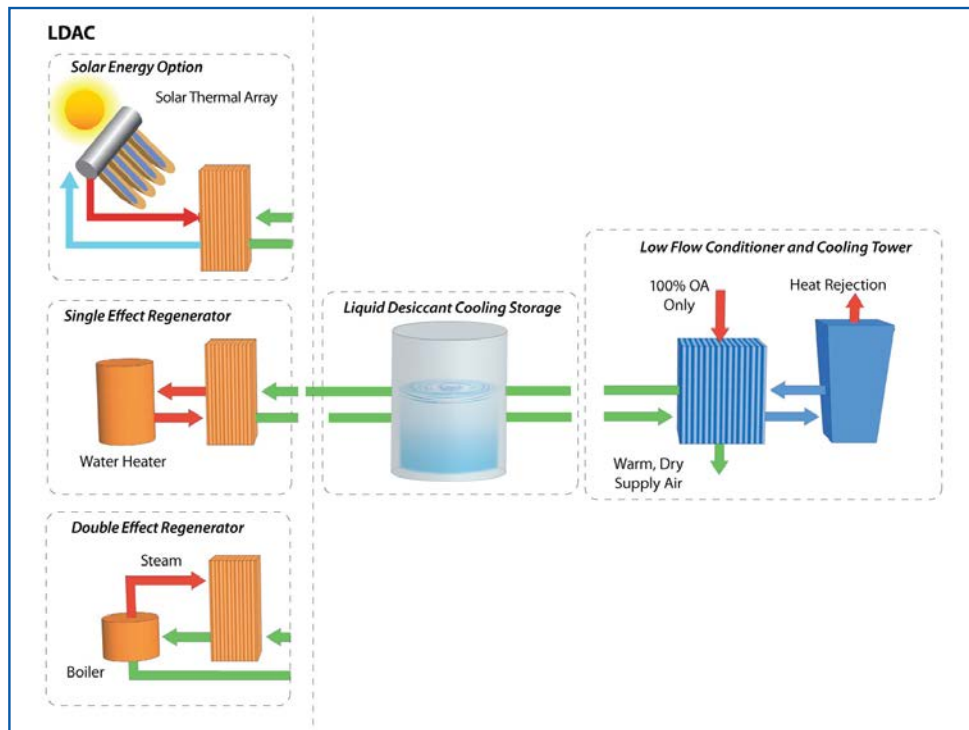 LDAC
Solar Energy Option
Solar Thermal Array
Single Effect Regenerator
Water Heater
Double Effect Regenerator
Steam
Boiler
Liquid Desiccant Cooling Storage
Low Flow Conditioner and Cooling Tower
100% OA
Only
Heat Rejection
Warm, Dry
Supply Air